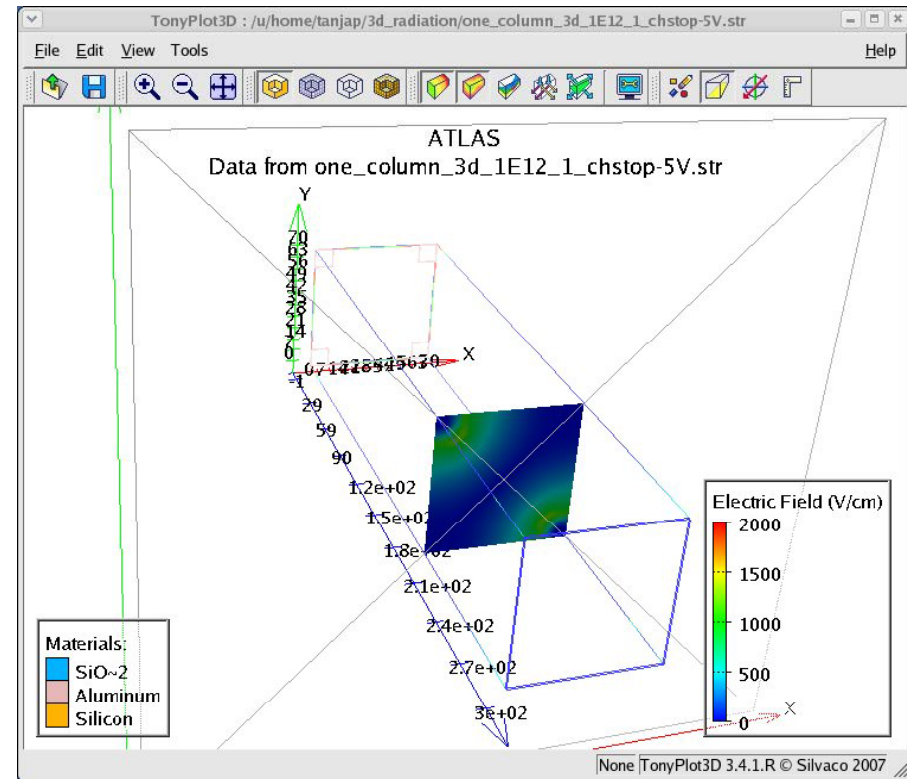 TonyPlot3D : /u/home/tanjap/3d_radiation/one_column_3d_1E12_1_chstop-5V.str
File Edit View Tools Help
ATLAS
Data from one_column_3d_1E12_1_chstop-5V.str
Y
70
63
56
49
42
35
28
21
14
7
0
X
-1
29
59
90
1.2e+02
1.5e+02
1.8e+02
2.1e+02
2.4e+02
2.7e+02
3e+02
Electric Field (V/cm)
2000
1500
1000
500
0
Materials:
SiO~2
Aluminum
Silicon
X
None TonyPlot3D 3.4.1.R © Silvaco 2007